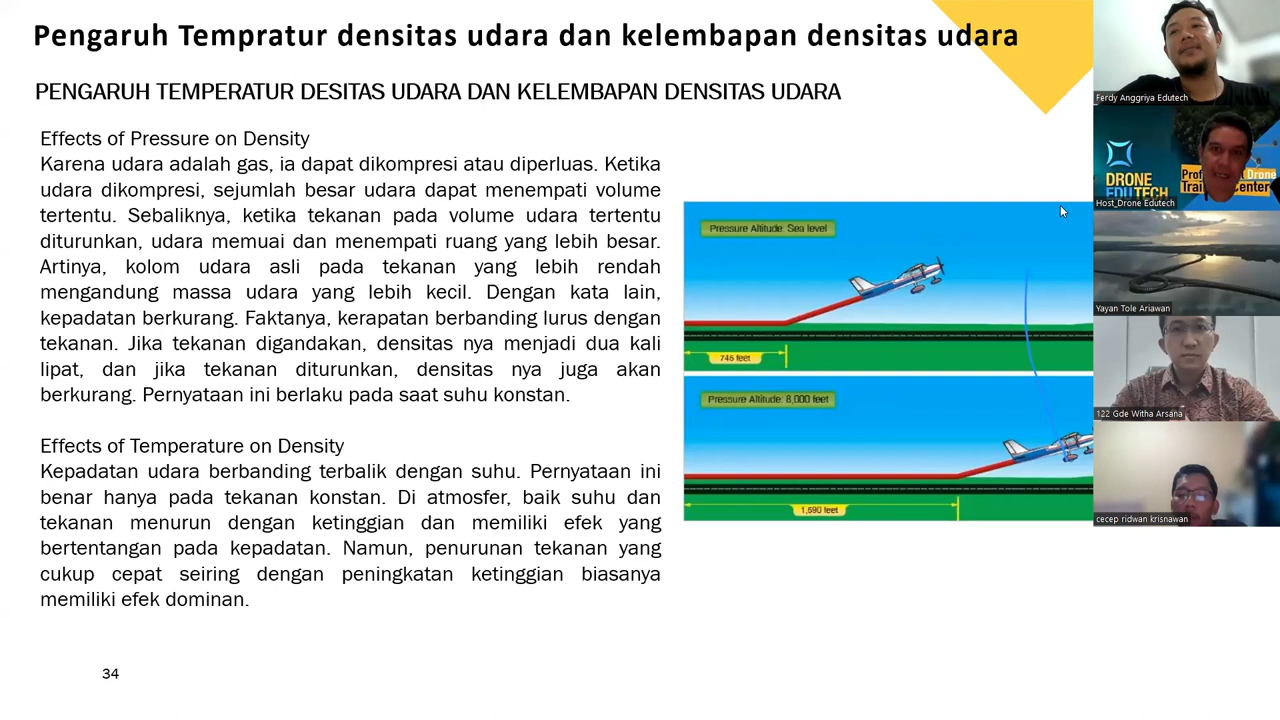 Pengaruh Tempratur densitas udara dan kelembapan densitas udara
PENGARUH TEMPERATUR DESITAS UDARA DAN KELEMBAPAN DENSITAS UDARA
Effects of Pressure on Density
Karena udara adalah gas, ia dapat dikompresi atau diperluas. Ketika
udara dikompresi, sejumlah besar udara dapat menempati volume
tertentu. Sebaliknya, ketika tekanan pada volume udara tertentu
diturunkan, udara memuai dan menempati ruang yang lebih besar.
Artinya, kolom udara asli pada tekanan yang lebih rendah
mengandung massa udara yang lebih kecil. Dengan kata lain,
kepadatan berkurang. Faktanya, kerapatan berbanding lurus dengan
tekanan. Jika tekanan digandakan, densitas nya menjadi dua kali
lipat, dan jika tekanan diturunkan, densitas nya juga akan
berkurang. Pernyataan ini berlaku pada saat suhu konstan.
Effects of Temperature on Density
Kepadatan udara berbanding terbalik dengan suhu. Pernyataan ini
benar hanya pada tekanan konstan. Di atmosfer, baik suhu dan
tekanan menurun dengan ketinggian dan memiliki efek yang
bertentangan pada kepadatan. Namun, penurunan tekanan yang
cukup cepat seiring dengan peningkatan ketinggian biasanya
memiliki efek dominan.
34
Pressure Altitude: Sea level
745 feet
Pressure Altitude: 8,000 feet
1,590 feet
Ferdy Anggriya Edutech
DRONE
EDUTECH
Drone
Center
Host_Drone Edutech
Yayan Tole Ariawan
122 Gde Witha Arsana
cecep ridwan krisnawan